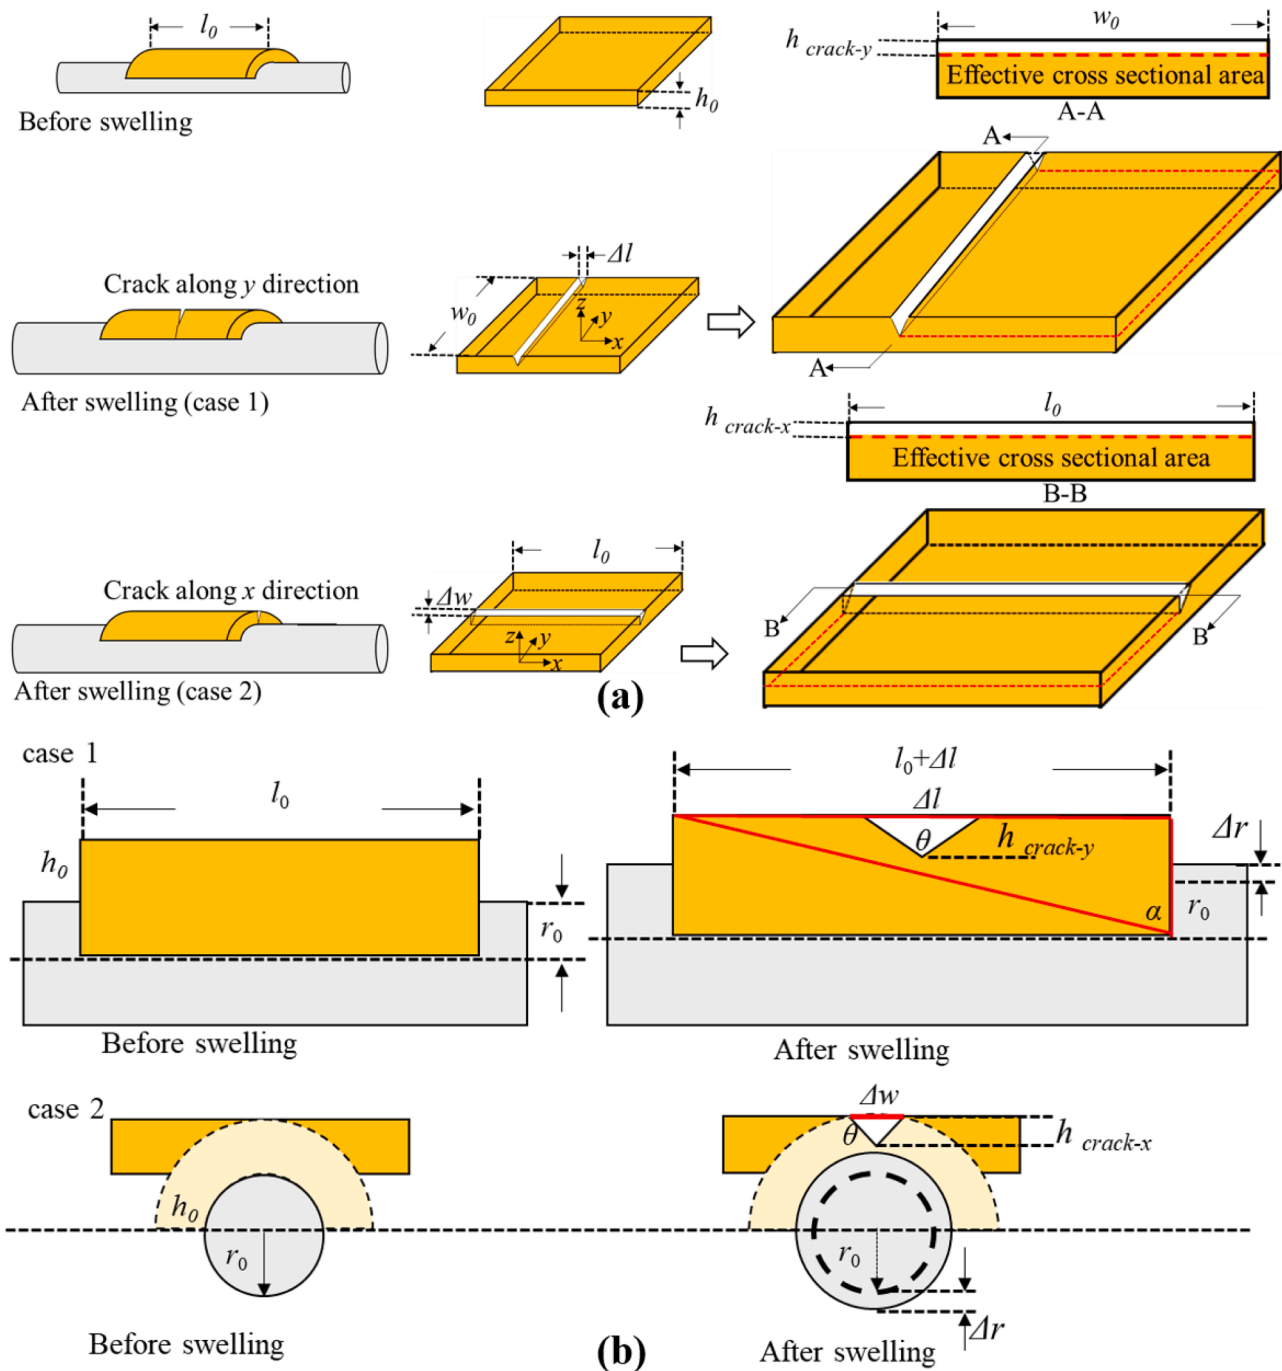 l0
h0
Before swelling
w0
h crack-y
Effective cross sectional area
A-A
A
A
Crack along y direction
After swelling (case 1)
Δl
w0
z
y
x
l0
h crack-x
Effective cross sectional area
B-B
B
B
Crack along x direction
After swelling (case 2)
l0
Δw
z
y
x
(a)
case 1
l0
h0
r0
Before swelling
l0+Δl
Δl
θ
h crack-y
Δr
r0
α
After swelling
case 2
h0
r0
Before swelling
Δw
θ
h crack-x
r0
Δr
After swelling
(b)